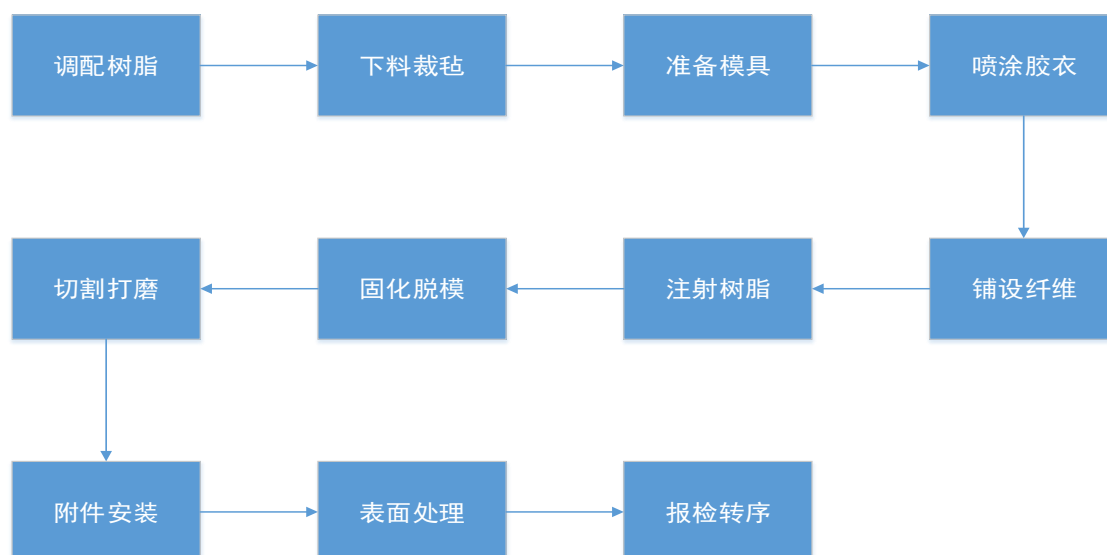 调配树脂
下料裁毡
准备模具
喷涂胶衣
铺设纤维
注射树脂
固化脱模
切割打磨
附件安装
表面处理
报检转序